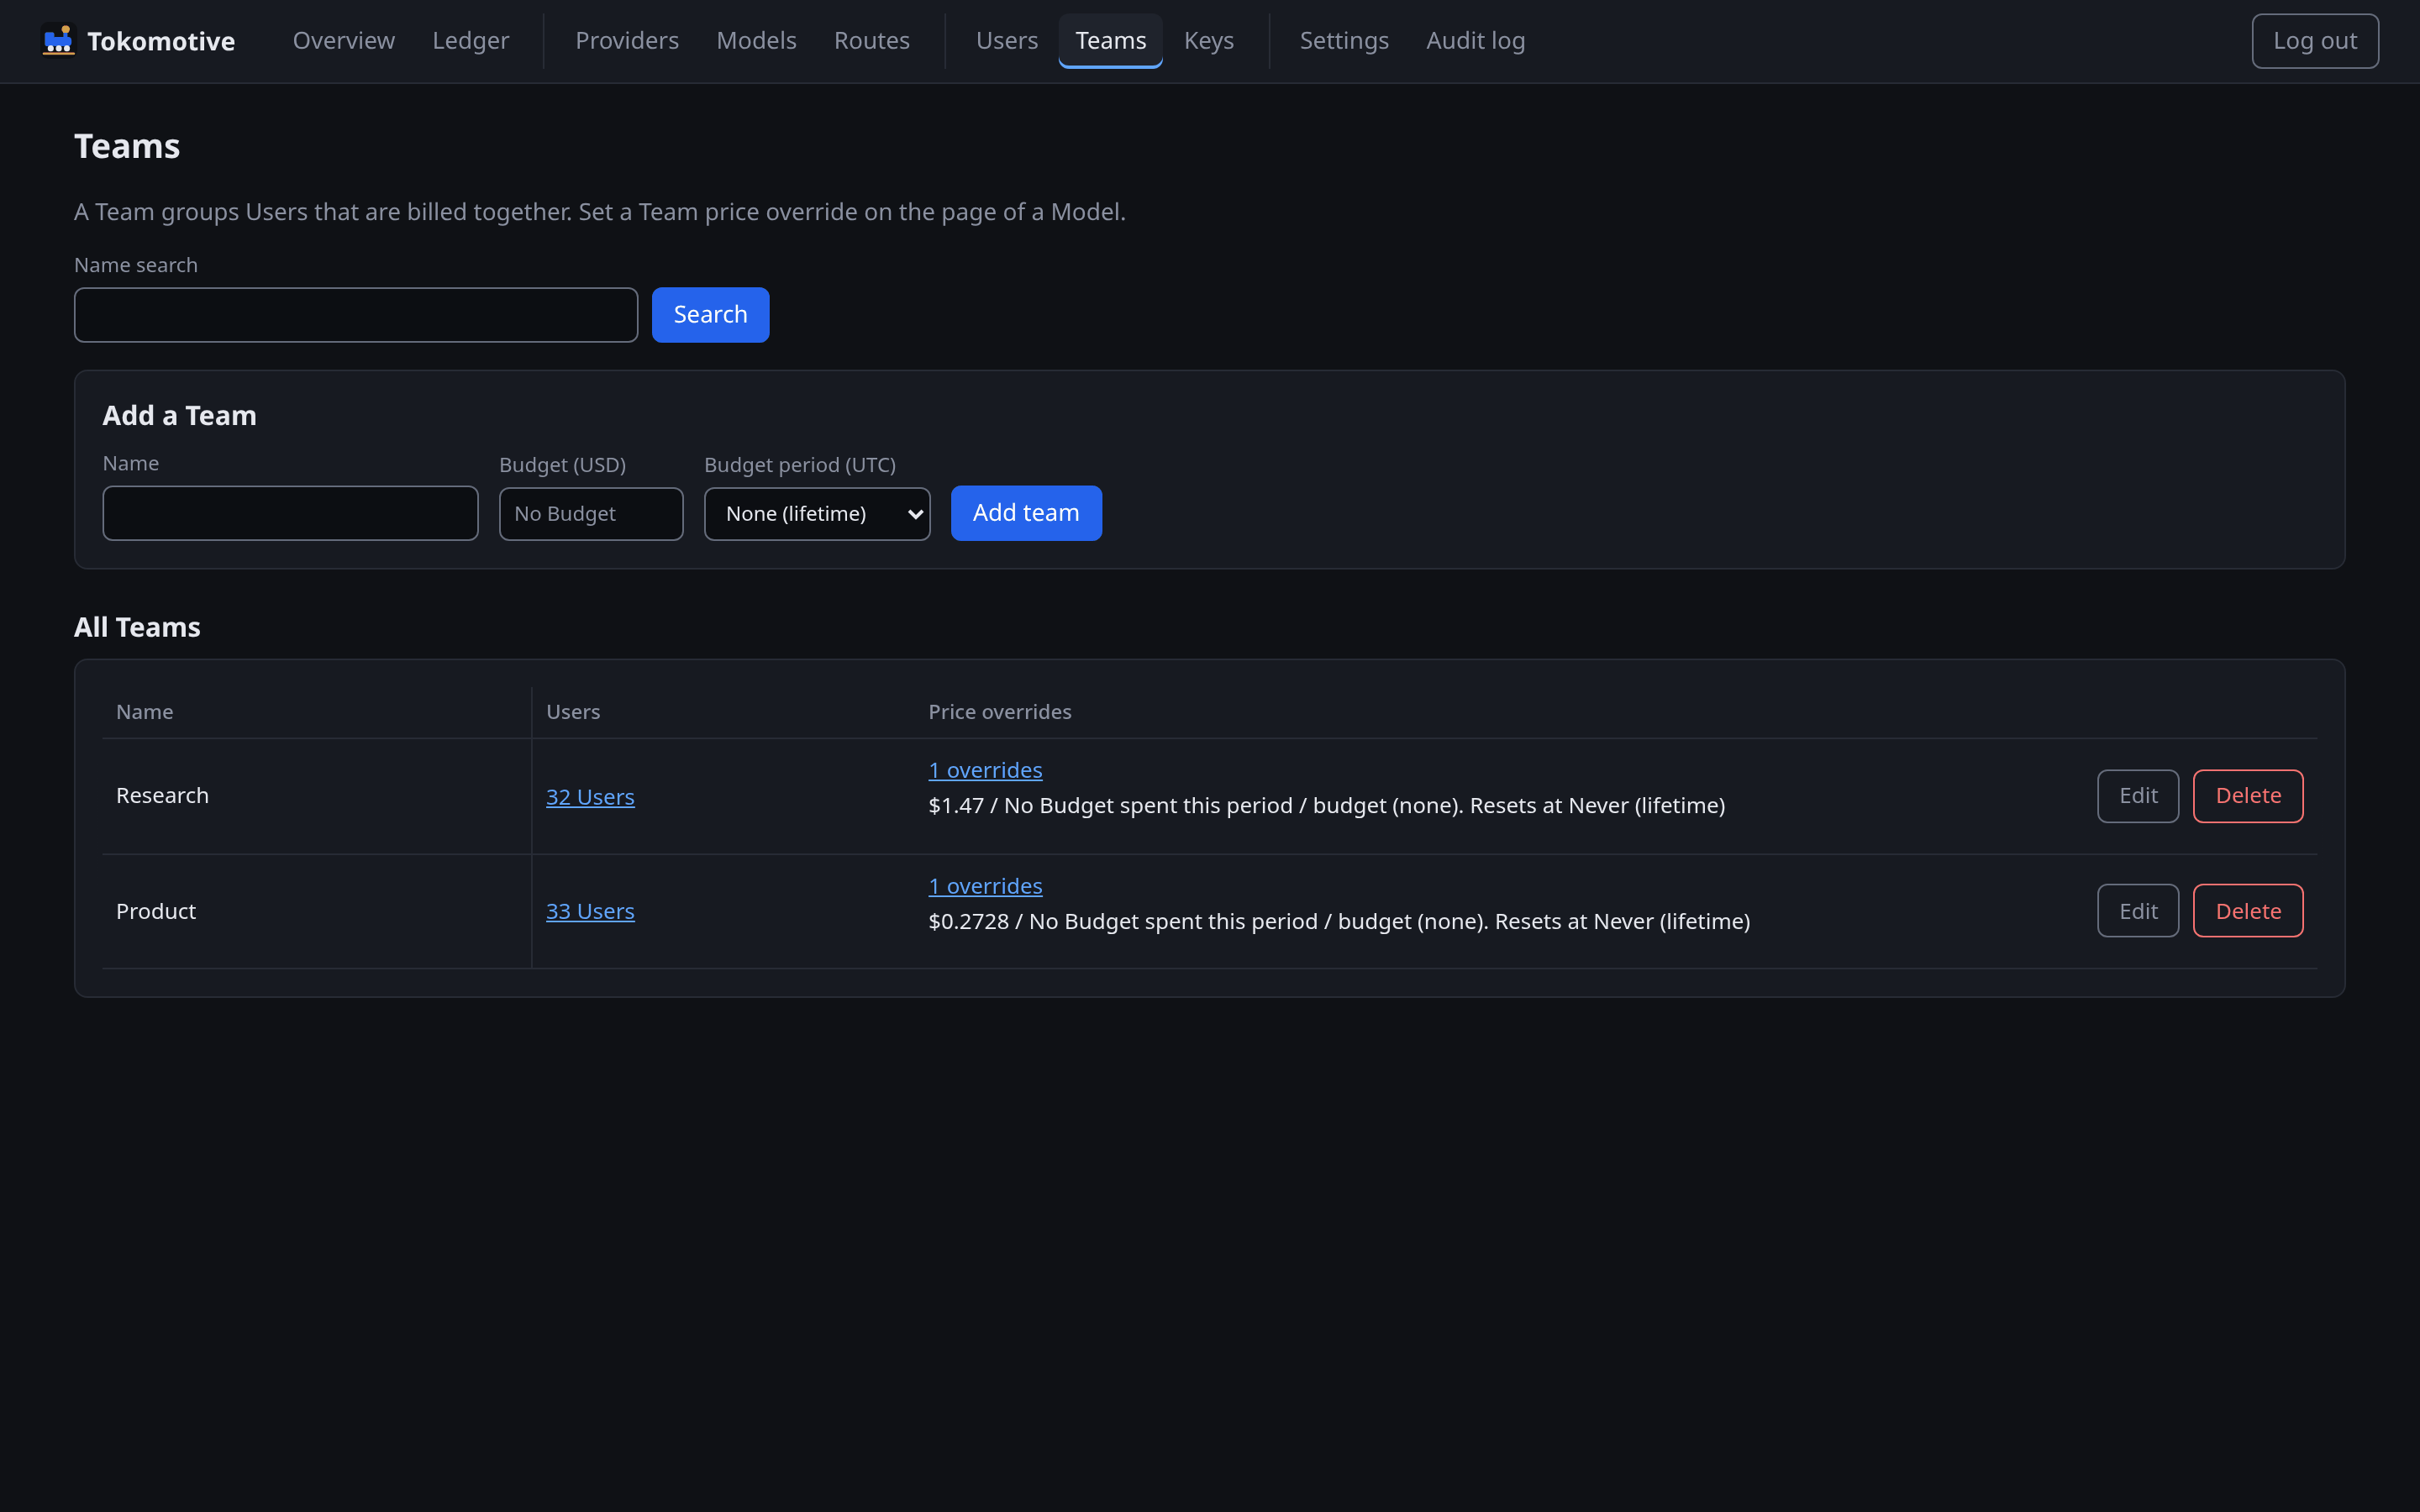 Tokomotive Overview Ledger Providers Models Routes Users Teams Keys Settings Audit log Log out
Teams
A Team groups Users that are billed together. Set a Team price override on the page of a Model.
Name search
Search
Add a Team
Name Budget (USD) Budget period (UTC)
No Budget None (lifetime) Add team
All Teams
Name Users Price overrides
1 overrides
Research 32 Users $1.47 / No Budget spent this period / budget (none). Resets at Never (lifetime) Edit Delete
1 overrides
Product 33 Users $0.2728 / No Budget spent this period / budget (none). Resets at Never (lifetime) Edit Delete